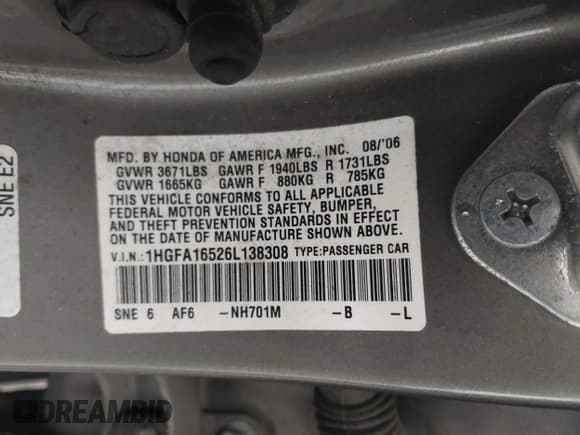 SNE E2
MFD. BY HONDA OF AMERICA MFG., INC. 08/'06
GVWR 3671LBS GAWR F 1940LBS R 1731LBS
GVWR 1665KG GAWR F 880KG R 785KG
THIS VEHICLE CONFORMS TO ALL APPLICABLE
FEDERAL MOTOR VEHICLE SAFETY, BUMPER,
AND THEFT PREVENTION STANDARDS IN EFFECT
ON THE DATE OF MANUFACTURE SHOWN ABOVE.
V.I.N.: 1HGFA16526L138308 TYPE:PASSENGER CAR
SNE 6 AF6 -NH701M -B -L
DREAMBID